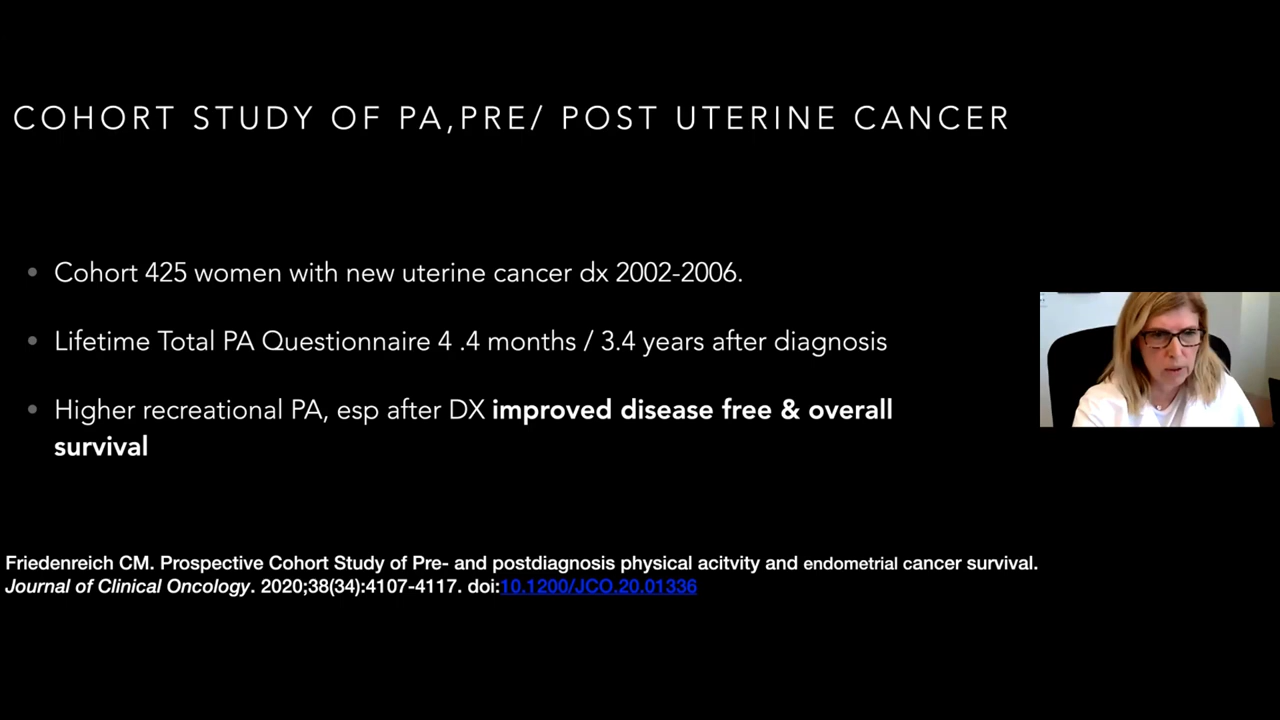 COHORT STUDY OF PA,PRE/ POST UTERINE CANCER
• Cohort 425 women with new uterine cancer dx 2002-2006.
• Lifetime Total PA Questionnaire 4 .4 months / 3.4 years after diagnosis
• Higher recreational PA, esp after DX improved disease free & overall
survival
Friedenreich CM. Prospective Cohort Study of Pre- and postdiagnosis physical acitvity and endometrial cancer survival.
Journal of Clinical Oncology. 2020;38(34):4107-4117. doi:10.1200/JCO.20.01336